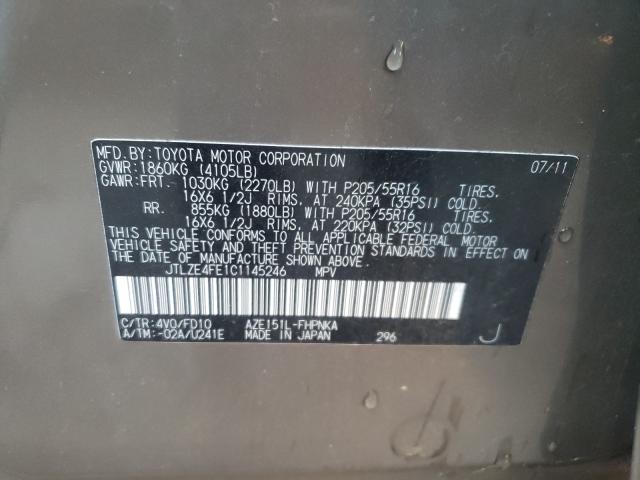 MFD.BY:TOYOTA MOTOR CORPORATION 07/11
GVWR:1860KG (4105LB)
GAWR:FRT. 1030KG (2270LB) WITH P205/55R16 TIRES.
16X6 1/2J RIMS. AT 240KPA (35PSI) COLD.
RR. 855KG (1880LB) WITH P205/55R16 TIRES.
16X6 1/2J RIMS. AT 220KPA (32PSI) COLD.
THIS VEHICLE CONFORMS TO ALL APPLICABLE FEDERAL MOTOR
VEHICLE SAFETY AND THEFT PREVENTION STANDARDS IN EFFECT ON
THE DATE OF MANUFACTURE SHOWN ABOVE.
JTLZE4FE1C1145246 MPV
C/TR:4V0/FD10 AZE151L-FHPNKA
A/TM:-02A/U241E MADE IN JAPAN 296 J